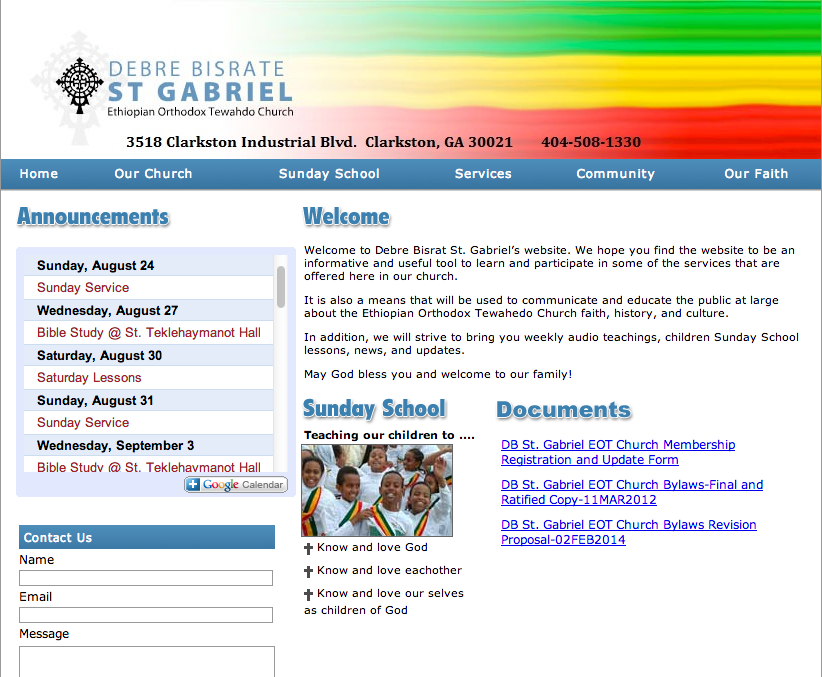 DEBRE BISRATE
ST GABRIEL
Ethiopian Orthodox Tewahdo Church
3518 Clarkston Industrial Blvd. Clarkston, GA 30021 404-508-1330
Home Our Church Sunday School Services Community Our Faith
Announcements
Sunday, August 24
Sunday Service
Wednesday, August 27
Bible Study @ St. Teklehaymanot Hall
Saturday, August 30
Saturday Lessons
Sunday, August 31
Sunday Service
Wednesday, September 3
Bible Study @ St. Teklehaymanot Hall
Google Calendar
Contact Us
Name
Email
Message
Welcome
Welcome to Debre Bisrat St. Gabriel's website. We hope you find the website to be an
informative and useful tool to learn and participate in some of the services that are
offered here in our church.
It is also a means that will be used to communicate and educate the public at large
about the Ethiopian Orthodox Tewahedo Church faith, history, and culture.
In addition, we will strive to bring you weekly audio teachings, children Sunday School
lessons, news, and updates.
May God bless you and welcome to our family!
Sunday School
Teaching our children to ....
Know and love God
Know and love eachother
Know and love our selves
as children of God
Documents
DB St. Gabriel EOT Church Membership
Registration and Update Form
DB St. Gabriel EOT Church Bylaws-Final and
Ratified Copy-11MAR2012
DB St. Gabriel EOT Church Bylaws Revision
Proposal-02FEB2014